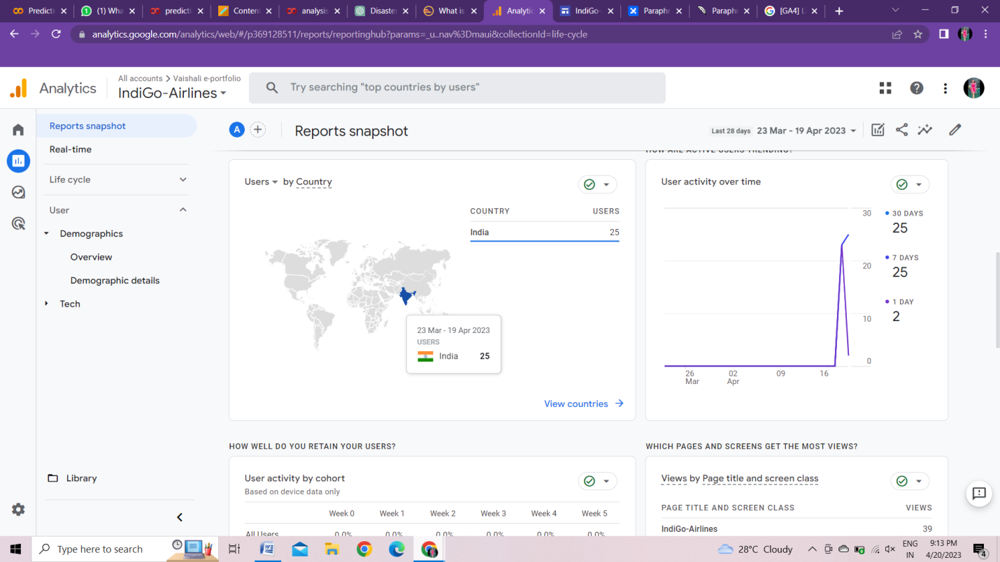 Predicti
(1) Wha
predicti
Content
analysis
Disaste
What is
Analytic
IndiGo-
Paraphr
Paraphr
[GA4] L
analytics.google.com/analytics/web/#/p369128511/reports/reportinghub?params=_u..nav%3Dmaui&collectionId=life-cycle
Analytics
All accounts > Vaishali e-portfolio
IndiGo-Airlines
Try searching "top countries by users"
Reports snapshot
Real-time
Life cycle
User
Demographics
Overview
Demographic details
Tech
Library
A
Reports snapshot
Last 28 days 23 Mar - 19 Apr 2023
HOW ARE ACTIVE USERS TRENDING?
Users by Country
COUNTRY USERS
India 25
23 Mar - 19 Apr 2023
USERS
India 25
View countries
User activity over time
30
20
10
0
26 Mar
02 Apr
09
16
30 DAYS
25
7 DAYS
25
1 DAY
2
HOW WELL DO YOU RETAIN YOUR USERS?
User activity by cohort
Based on device data only
Week 0 Week 1 Week 2 Week 3 Week 4 Week 5
All Users 0.0% 0.0% 0.0% 0.0% 0.0% 0.0%
WHICH PAGES AND SCREENS GET THE MOST VIEWS?
Views by Page title and screen class
PAGE TITLE AND SCREEN CLASS VIEWS
IndiGo-Airlines 39
Type here to search
28°C Cloudy
ENG
IN
9:13 PM
4/20/2023
4